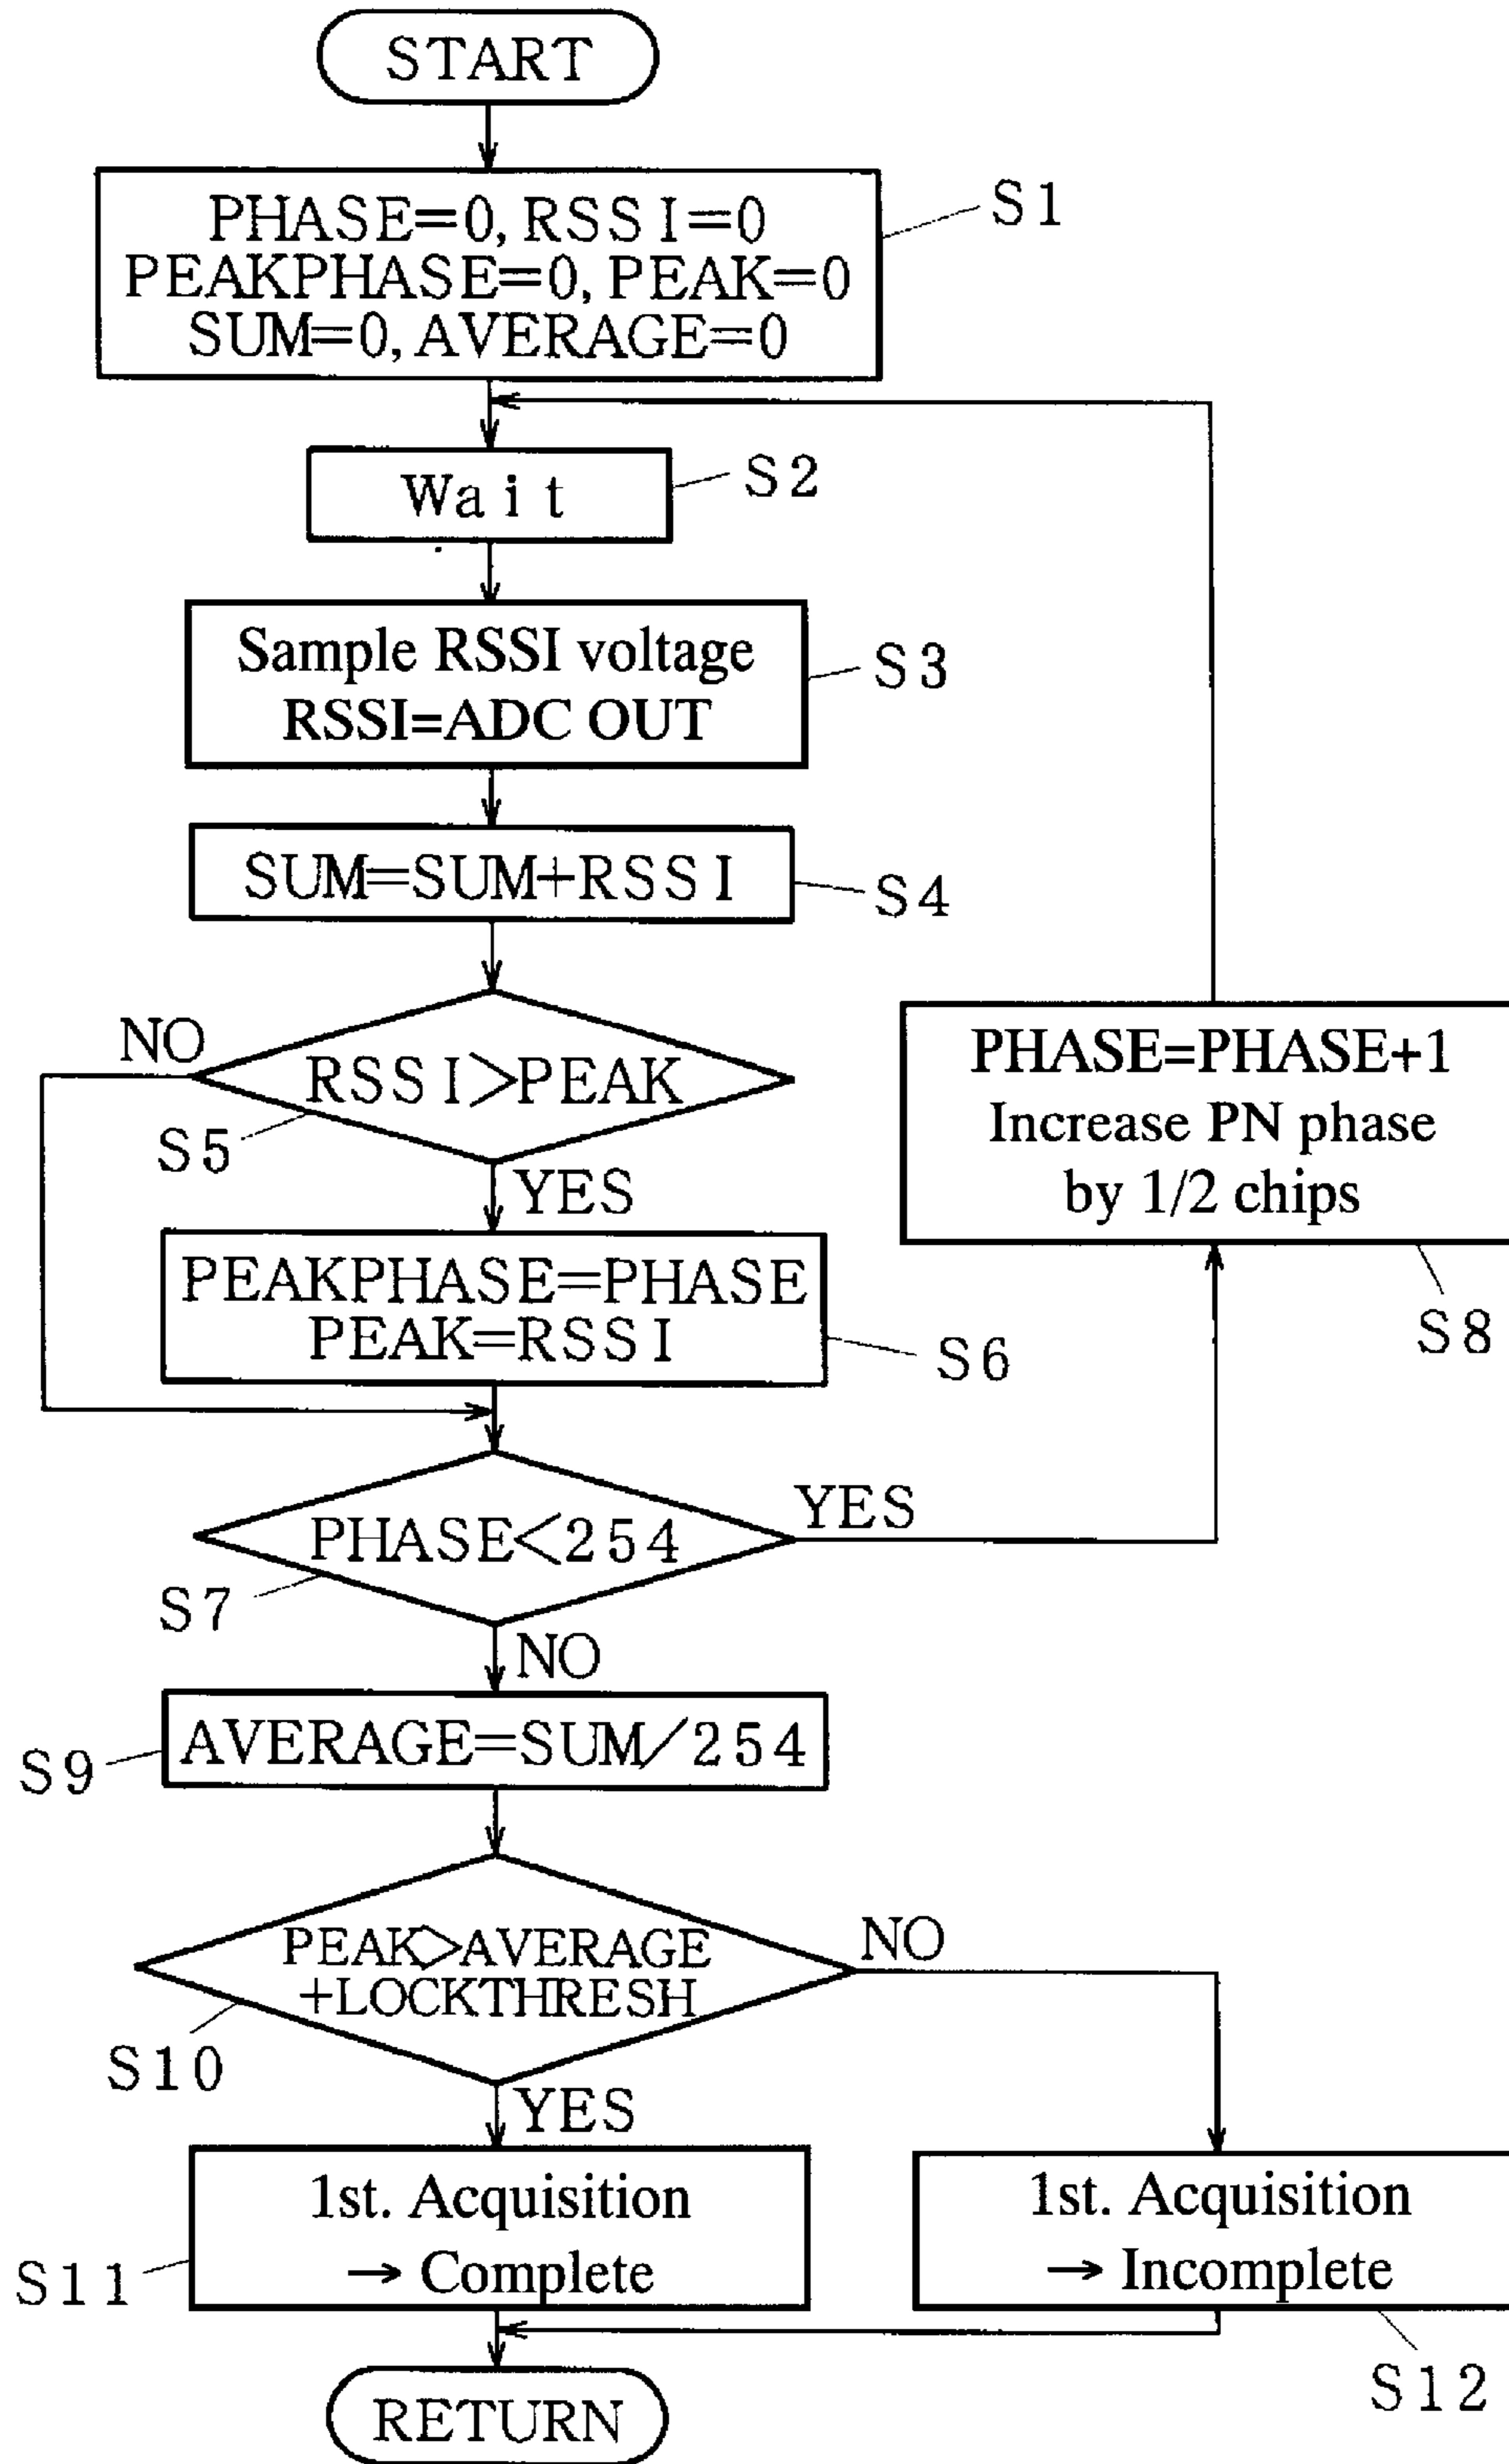 START
PHASE=0, RSSI=0
PEAKPHASE=0, PEAK=0
SUM=0, AVERAGE=0
S1
Wait
S2
Sample RSSI voltage
RSSI=ADC OUT
S3
SUM=SUM+RSSI
S4
NO
RSSI>PEAK
S5
YES
PHASE=PHASE+1
Increase PN phase
by 1/2 chips
S8
PEAKPHASE=PHASE
PEAK=RSSI
S6
PHASE<254
YES
S7
NO
AVERAGE=SUM/254
S9
PEAK>AVERAGE
+LOCKTHRESH
NO
S10
YES
1st. Acquisition
→ Complete
S11
1st. Acquisition
→ Incomplete
S12
RETURN